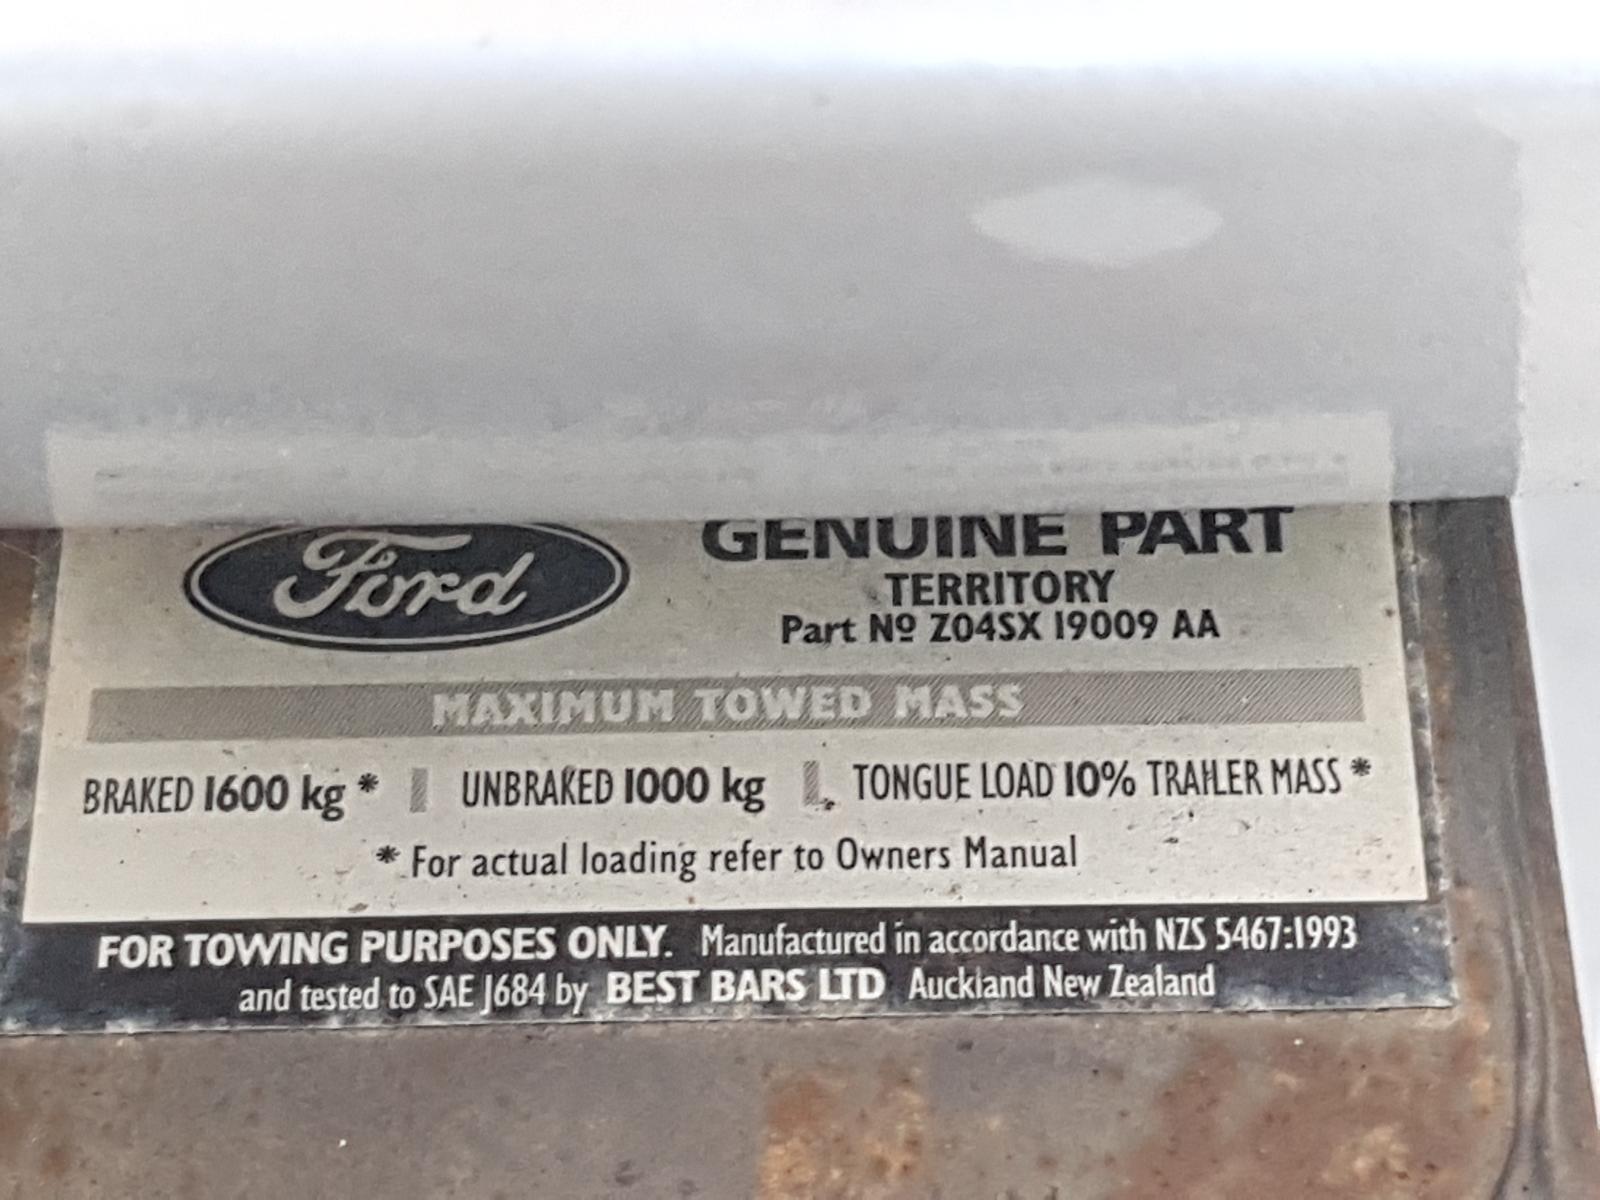 Ford
GENUINE PART
TERRITORY
Part Nº Z04SX 19009 AA
MAXIMUM TOWED MASS
BRAKED 1600 kg * UNBRAKED 1000 kg TONGUE LOAD 10% TRAILER MASS *
* For actual loading refer to Owners Manual
FOR TOWING PURPOSES ONLY. Manufactured in accordance with NZS 5467:1993
and tested to SAE J684 by BEST BARS LTD Auckland New Zealand